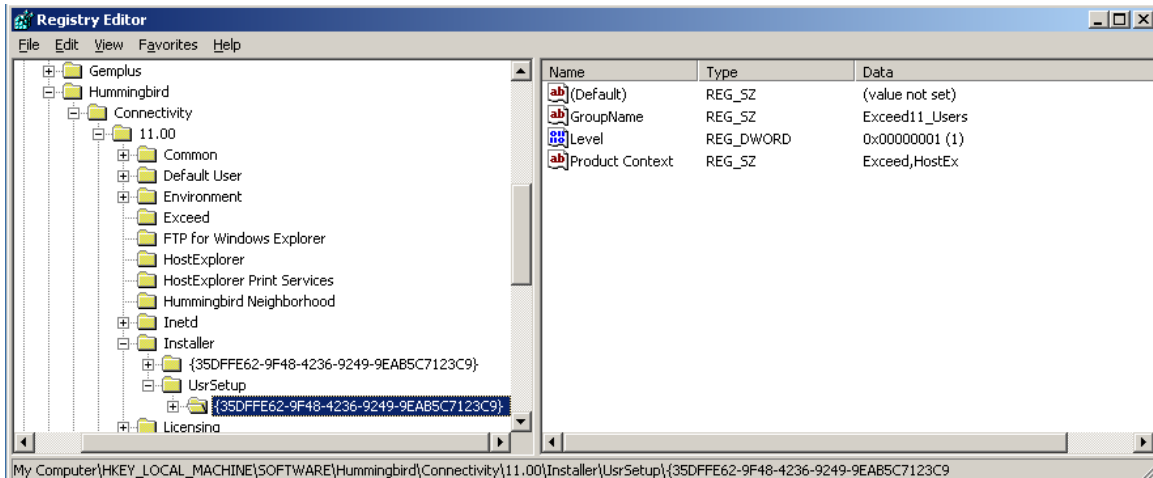 Registry Editor
File Edit View Favorites Help
Gemplus
Hummingbird
Connectivity
11.00
Common
Default User
Environment
Exceed
FTP for Windows Explorer
HostExplorer
HostExplorer Print Services
Hummingbird Neighborhood
Inetd
Installer
{35DFFE62-9F48-4236-9249-9EAB5C7123C9}
UsrSetup
{35DFFE62-9F48-4236-9249-9EAB5C7123C9}
Licensing
Name Type Data
(Default) REG_SZ (value not set)
GroupName REG_SZ Exceed11_Users
Level REG_DWORD 0x00000001 (1)
Product Context REG_SZ Exceed,HostEx
My Computer\HKEY_LOCAL_MACHINE\SOFTWARE\Hummingbird\Connectivity\11.00\Installer\UsrSetup\{35DFFE62-9F48-4236-9249-9EAB5C7123C9